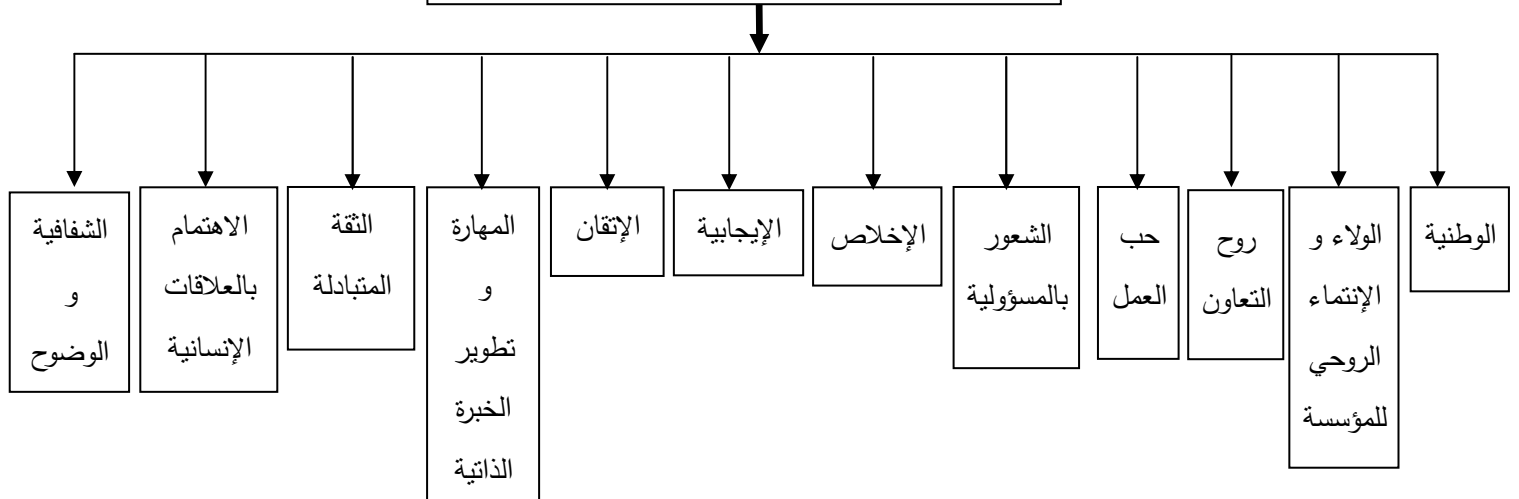 الوطنية
الولاء و
الإنتماء
الروحي
للمؤسسة
روح
التعاون
حب
العمل
الشعور
بالمسؤولية
الإخلاص
الإيجابية
الإتقان
المهارة
و
تطوير
الخبرة
الذاتية
الثقة
المتبادلة
الاهتمام
بالعلاقات
الإنسانية
الشفافية
و
الوضوح